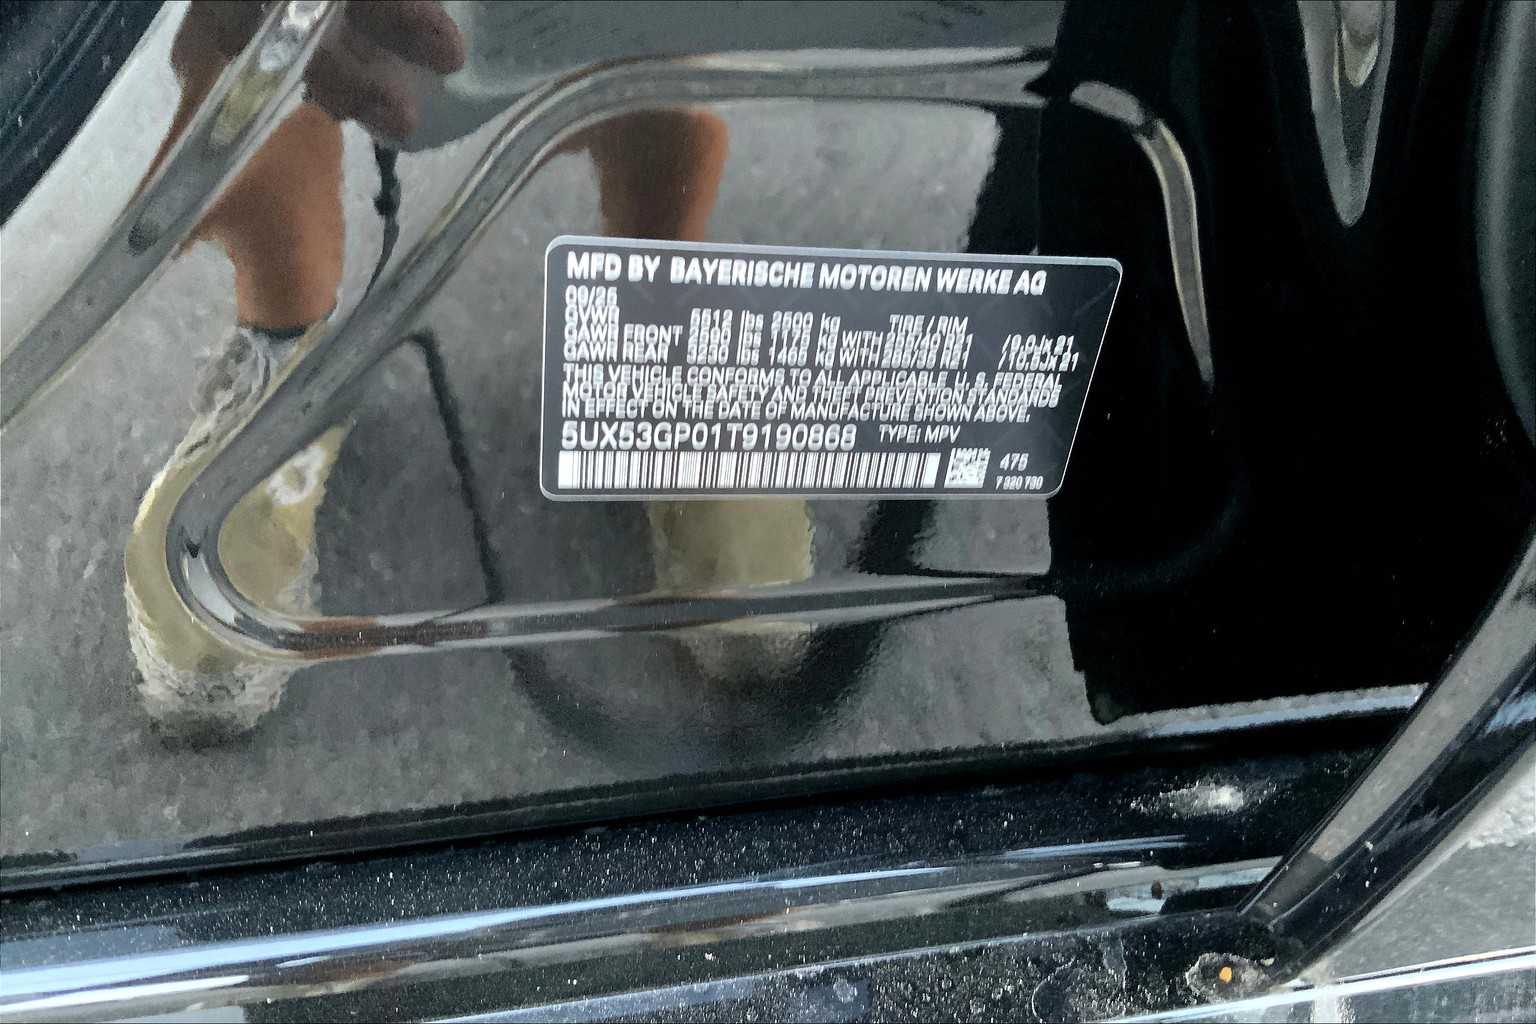 MFD BY BAYERISCHE MOTOREN WERKE AG
09/25
GVWR 5512 lbs 2500 kg TIRE / RIM
GAWR FRONT 2590 lbs 1175 kg WITH 255/40 R21 /9.0Jx21
GAWR REAR 3230 lbs 1465 kg WITH 285/35 R21 /10.5Jx21
THIS VEHICLE CONFORMS TO ALL APPLICABLE U. S. FEDERAL
MOTOR VEHICLE SAFETY AND THEFT PREVENTION STANDARDS
IN EFFECT ON THE DATE OF MANUFACTURE SHOWN ABOVE.
5UX53GP01T9190868 TYPE: MPV
475
7 920 730